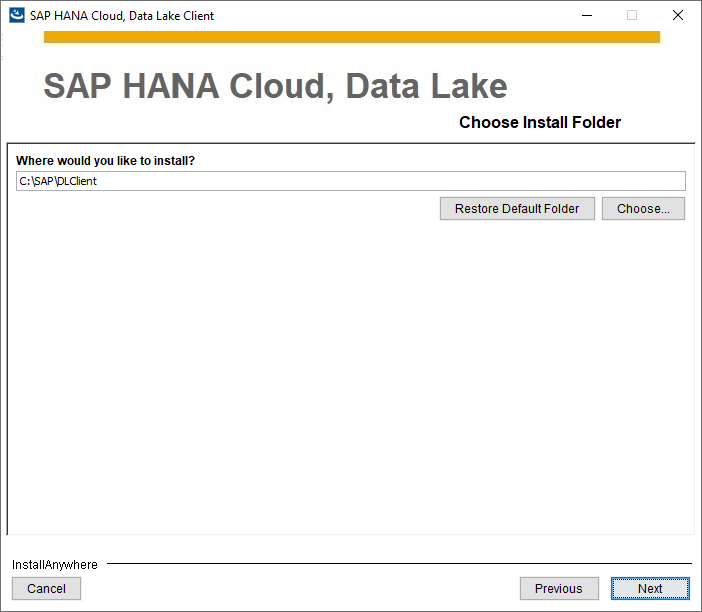 SAP HANA Cloud, Data Lake Client
SAP HANA Cloud, Data Lake
Choose Install Folder
Where would you like to install?
C:\SAP\DLClient
Restore Default Folder
Choose...
InstallAnywhere
Cancel
Previous
Next